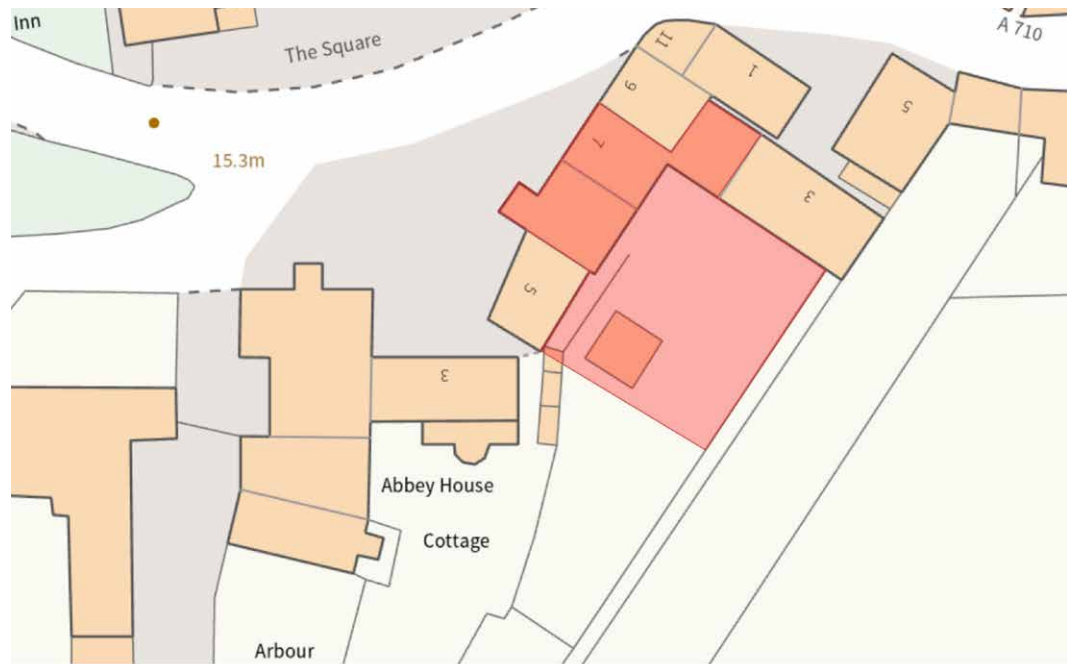 Inn
The Square
A 710
11
1
9
5
7
15.3m
3
5
3
Abbey House
Cottage
Arbour